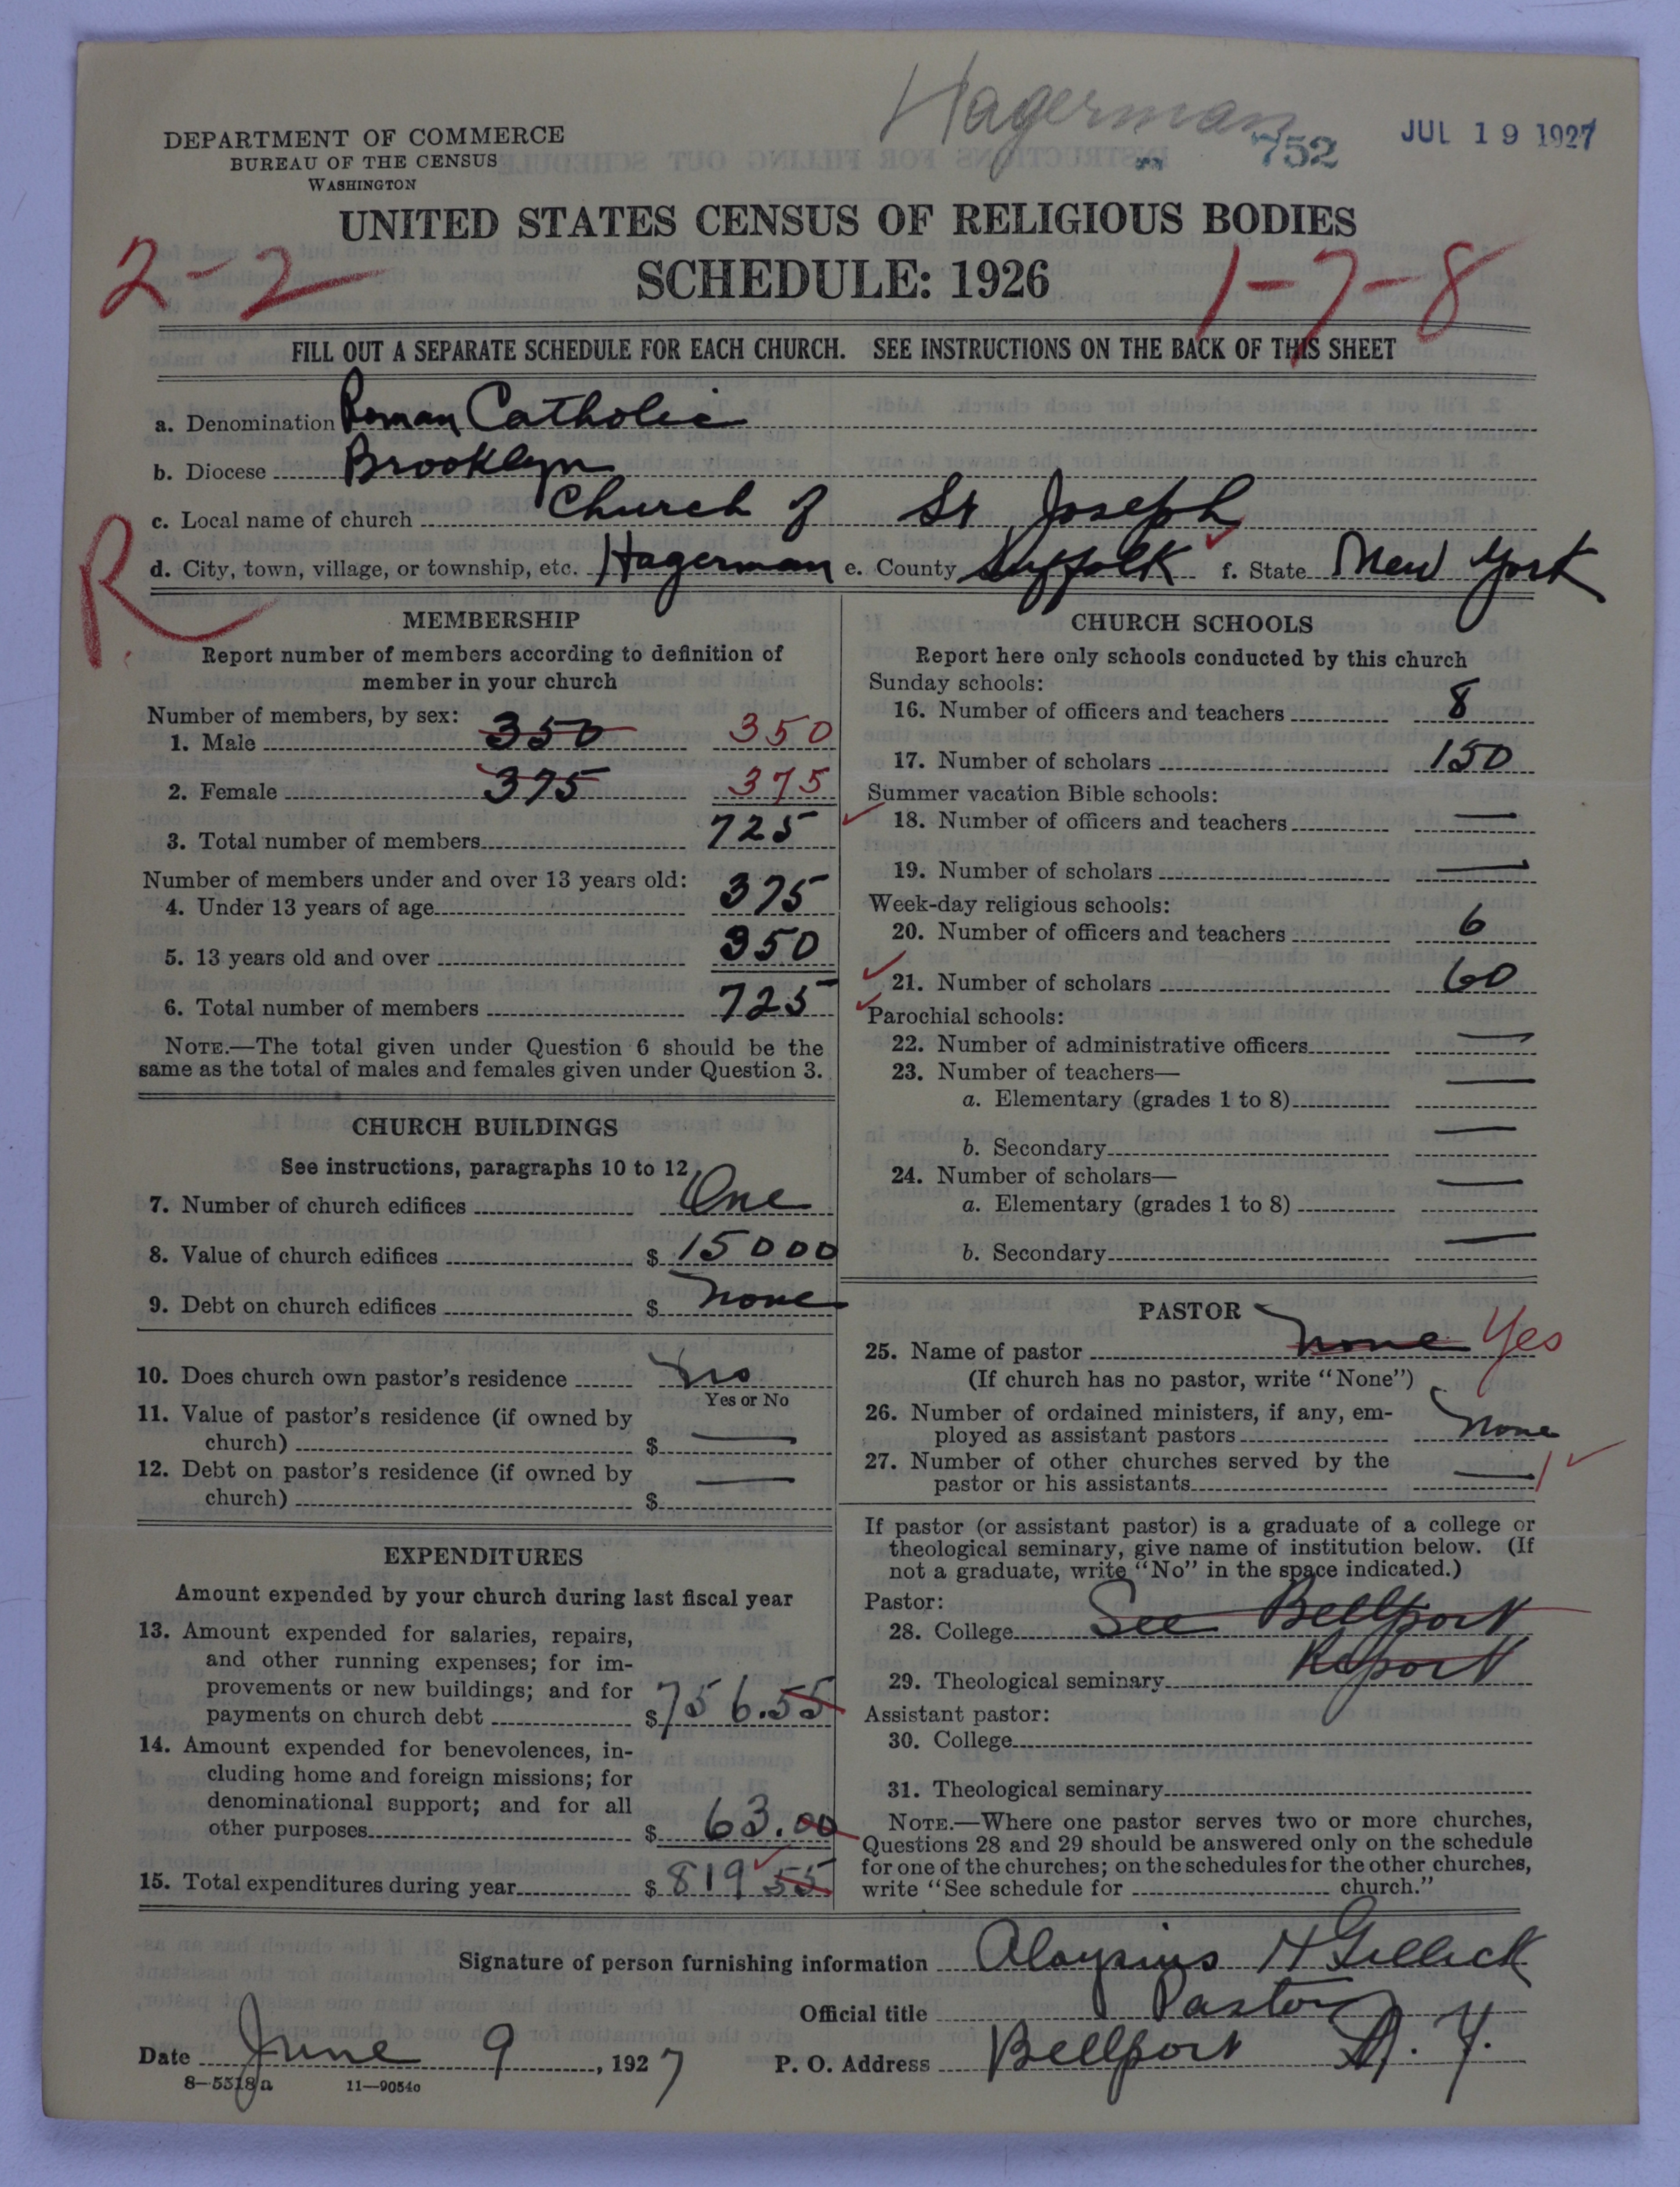 Hagerman
752 JUL 19 1927
DEPARTMENT OF COMMERCE
BUREAU OF THE CENSUS
WASHINGTON
UNITED STATES CENSUS OF RELIGIOUS BODIES
2-2 SCHEDULE: 1926 1-7-8
FILL OUT A SEPARATE SCHEDULE FOR EACH CHURCH. SEE INSTRUCTIONS ON THE BACK OF THIS SHEET
a. Denomination Roman Catholic
b. Diocese Brooklyn
c. Local name of church Church of St Joseph
R. d. City, town, village, or township, etc. Hagerman e. County Suffolk f. State New York
MEMBERSHIP
Report number of members according to definition of
member in your church
Number of members, by sex:
1. Male 350 350
2. Female 375 375
3. Total number of members 725
Number of members under and over 13 years old:
4. Under 13 years of age 375
5. 13 years old and over 350
6. Total number of members 725
NOTE.—The total given under Question 6 should be the
same as the total of males and females given under Question 3.
CHURCH BUILDINGS
See instructions, paragraphs 10 to 12
7. Number of church edifices One
8. Value of church edifices $ 15000
9. Debt on church edifices $ none
10. Does church own pastor's residence no
Yes or No
11. Value of pastor's residence (if owned by
church) $ —
12. Debt on pastor's residence (if owned by
church) $ —
EXPENDITURES
Amount expended by your church during last fiscal year
13. Amount expended for salaries, repairs,
and other running expenses; for im-
provements or new buildings; and for
payments on church debt $ 756.55
14. Amount expended for benevolences, in-
cluding home and foreign missions; for
denominational support; and for all
other purposes $ 63.00
15. Total expenditures during year $ 819 55
CHURCH SCHOOLS
Report here only schools conducted by this church
Sunday schools:
16. Number of officers and teachers 8
17. Number of scholars 150
Summer vacation Bible schools:
18. Number of officers and teachers —
19. Number of scholars —
Week-day religious schools:
20. Number of officers and teachers 6
21. Number of scholars 60
Parochial schools:
22. Number of administrative officers —
23. Number of teachers— —
a. Elementary (grades 1 to 8)
b. Secondary —
24. Number of scholars— —
a. Elementary (grades 1 to 8)
b. Secondary —
PASTOR
25. Name of pastor none Yes
(If church has no pastor, write "None")
26. Number of ordained ministers, if any, em-
ployed as assistant pastors none
27. Number of other churches served by the
pastor or his assistants — 1
If pastor (or assistant pastor) is a graduate of a college or
theological seminary, give name of institution below. (If
not a graduate, write "No" in the space indicated.)
Pastor:
28. College See Bellport
29. Theological seminary Report
Assistant pastor:
30. College
31. Theological seminary
NOTE.—Where one pastor serves two or more churches,
Questions 28 and 29 should be answered only on the schedule
for one of the churches; on the schedules for the other churches,
write "See schedule for church."
Signature of person furnishing information Aloysius H Gillick
Official title Pastor
Date June 9, 1927 P. O. Address Bellport N. Y.
8—5518a 11—9054o